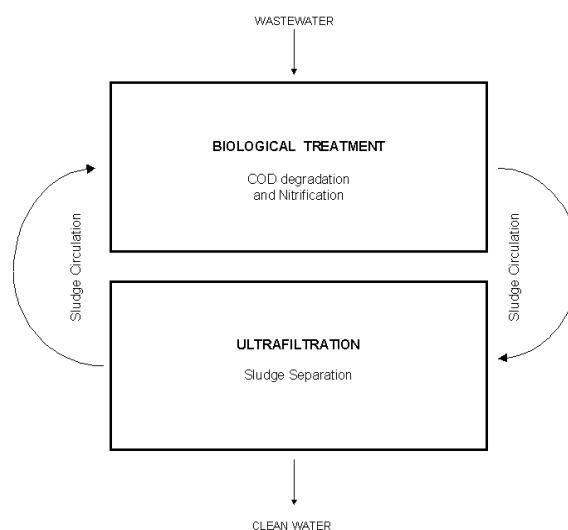 WASTEWATER
BIOLOGICAL TREATMENT
COD degradation
and Nitrification
Sludge Circulation
Sludge Circulation
ULTRAFILTRATION
Sludge Separation
CLEAN WATER